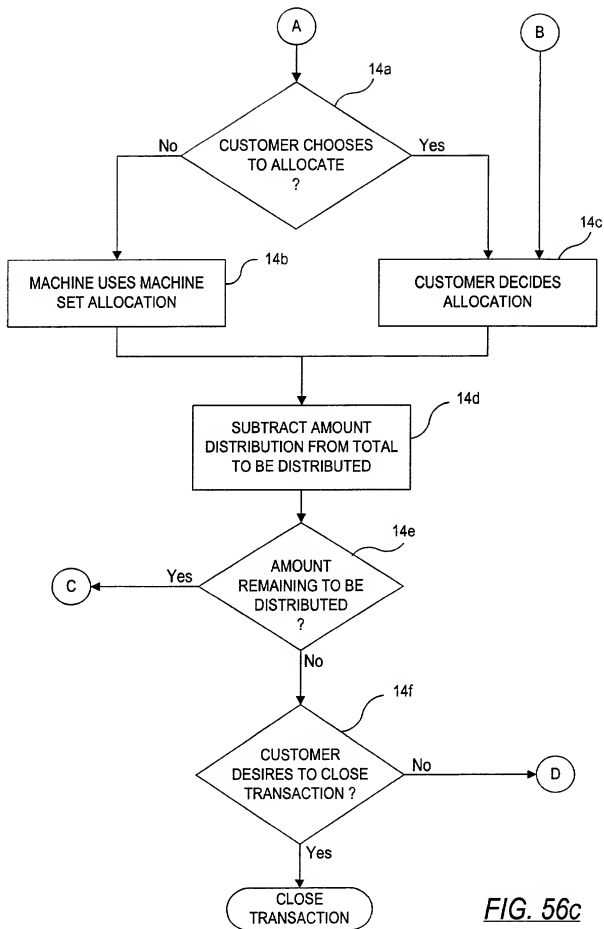 A
B
14a
CUSTOMER CHOOSES
TO ALLOCATE
?
No
Yes
14b
14c
MACHINE USES MACHINE
SET ALLOCATION
CUSTOMER DECIDES
ALLOCATION
14d
SUBTRACT AMOUNT
DISTRIBUTION FROM TOTAL
TO BE DISTRIBUTED
14e
AMOUNT
REMAINING TO BE
DISTRIBUTED
?
Yes
C
No
14f
CUSTOMER
DESIRES TO CLOSE
TRANSACTION ?
No
D
Yes
CLOSE
TRANSACTION
FIG. 56c